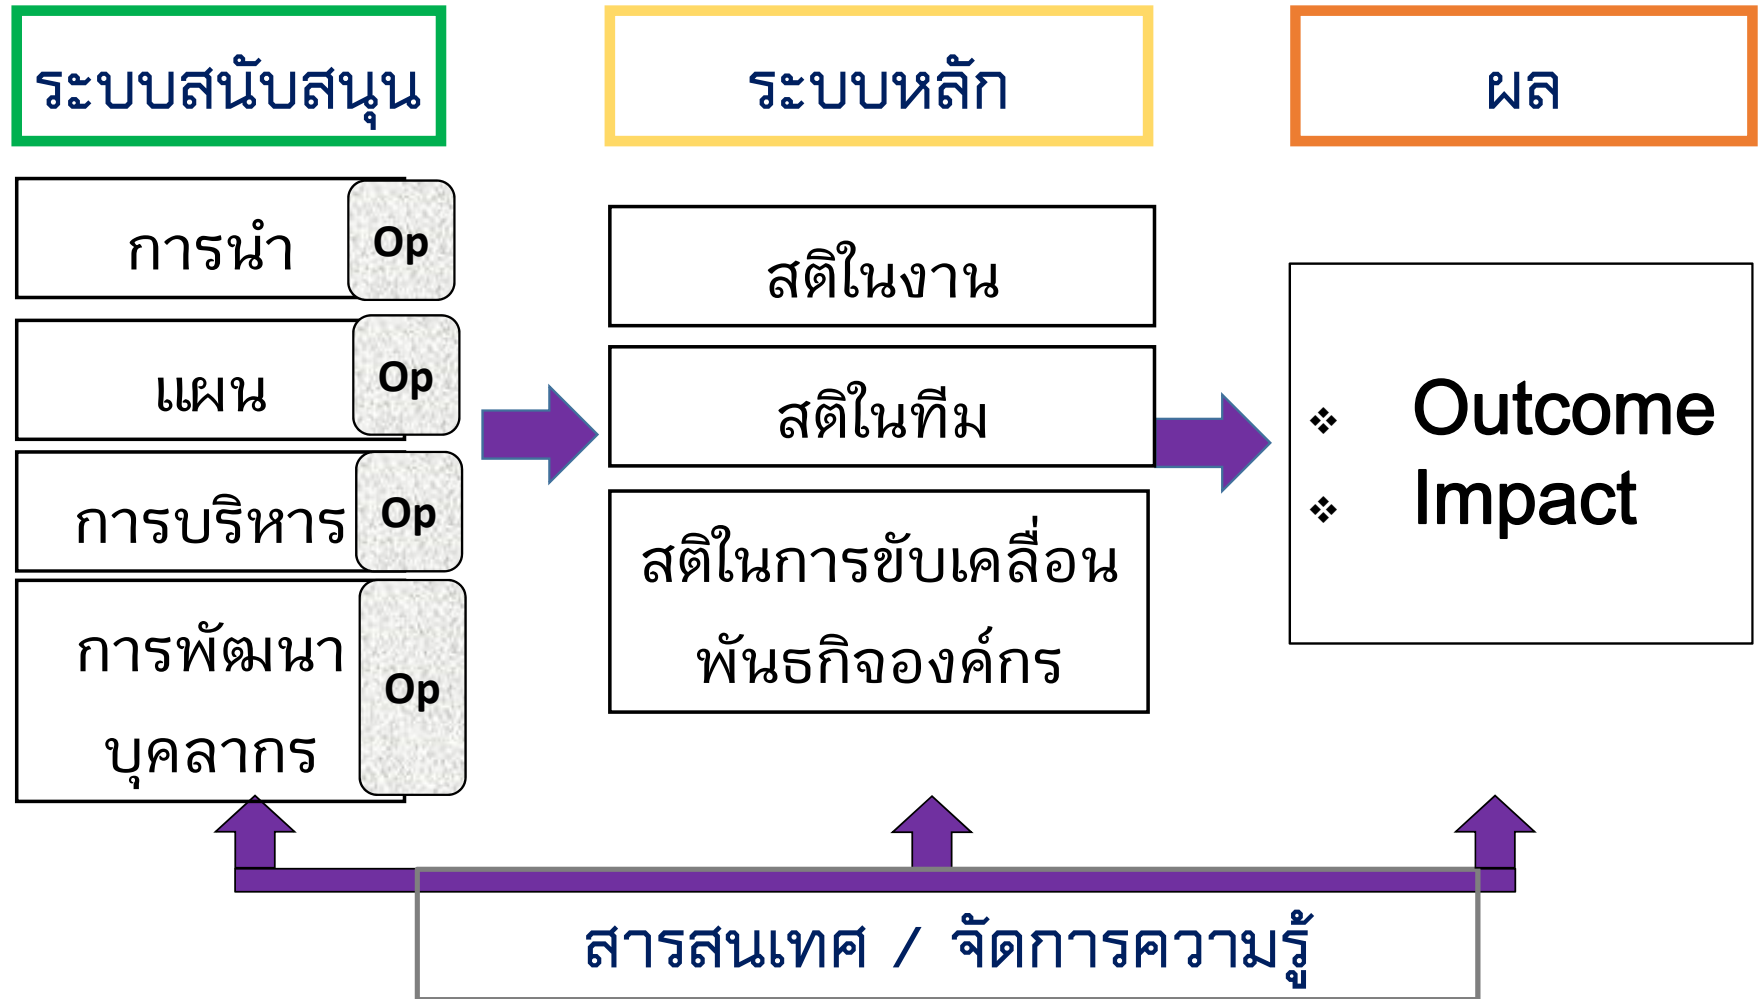 ระบบสนับสนุน
ระบบหลัก
ผล
การนำ
Op
แผน
Op
การบริหาร
Op
การพัฒนา
บุคลากร
Op
สติในงาน
สติในทีม
สติในการขับเคลื่อน
พันธกิจองค์กร
Outcome
Impact
สารสนเทศ / จัดการความรู้